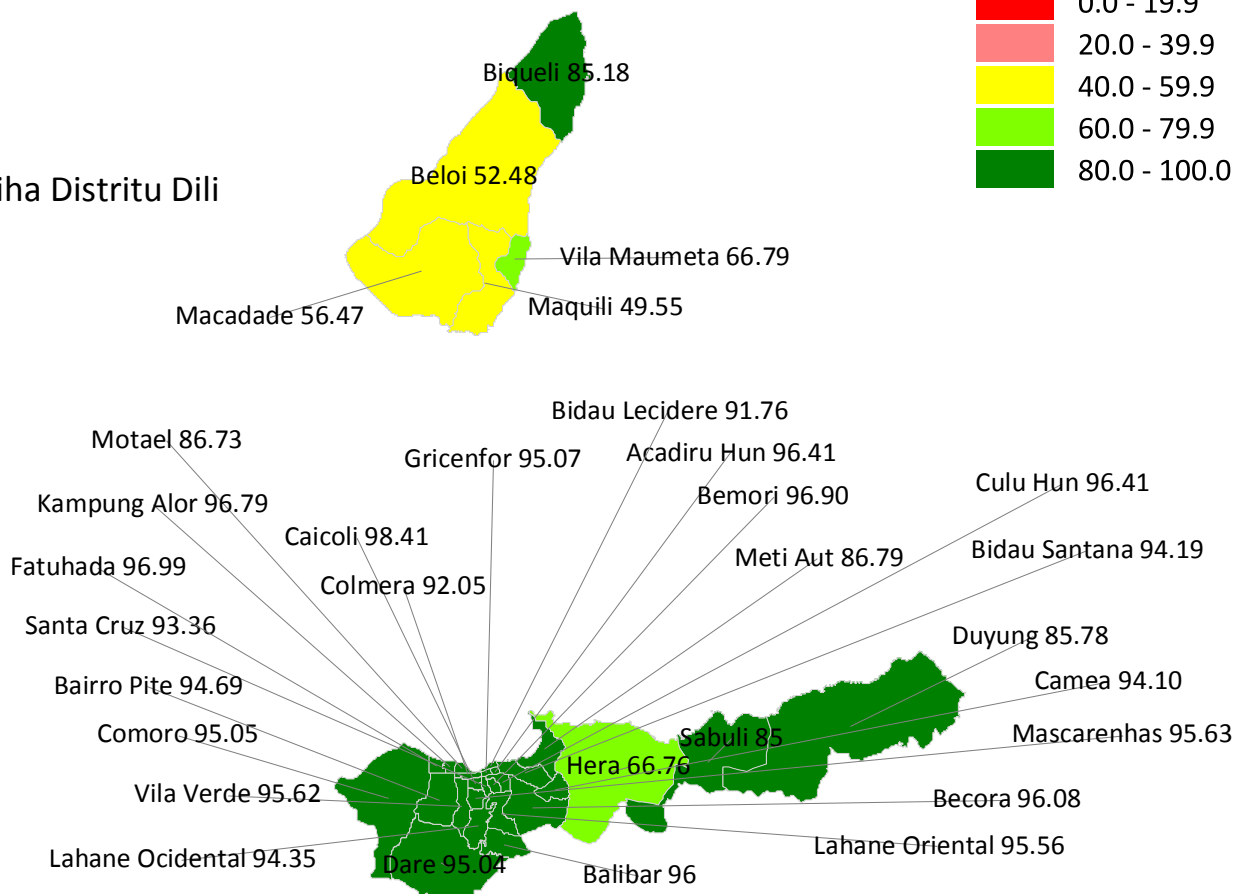 0.0 - 19.9
20.0 - 39.9
40.0 - 59.9
60.0 - 79.9
80.0 - 100.0
Biqueli 85.18
Beloi 52.48
Distritu Dili
Vila Maumeta 66.79
Maquili 49.55
Macadade 56.47
Bidau Lecidere 91.76
Motael 86.73
Gricenfor 95.07
Acadiru Hun 96.41
Culu Hun 96.41
Kampung Alor 96.79
Bemori 96.90
Caicoli 98.41
Meti Aut 86.79
Bidau Santana 94.19
Fatuhada 96.99
Colmera 92.05
Santa Cruz 93.36
Duyung 85.78
Bairro Pite 94.69
Camea 94.10
Comoro 95.05
Sabuli 85
Mascarenhas 95.63
Hera 66.76
Vila Verde 95.62
Becora 96.08
Lahane Oriental 95.56
Lahane Ocidental 94.35
Dare 95.04
Balibar 96